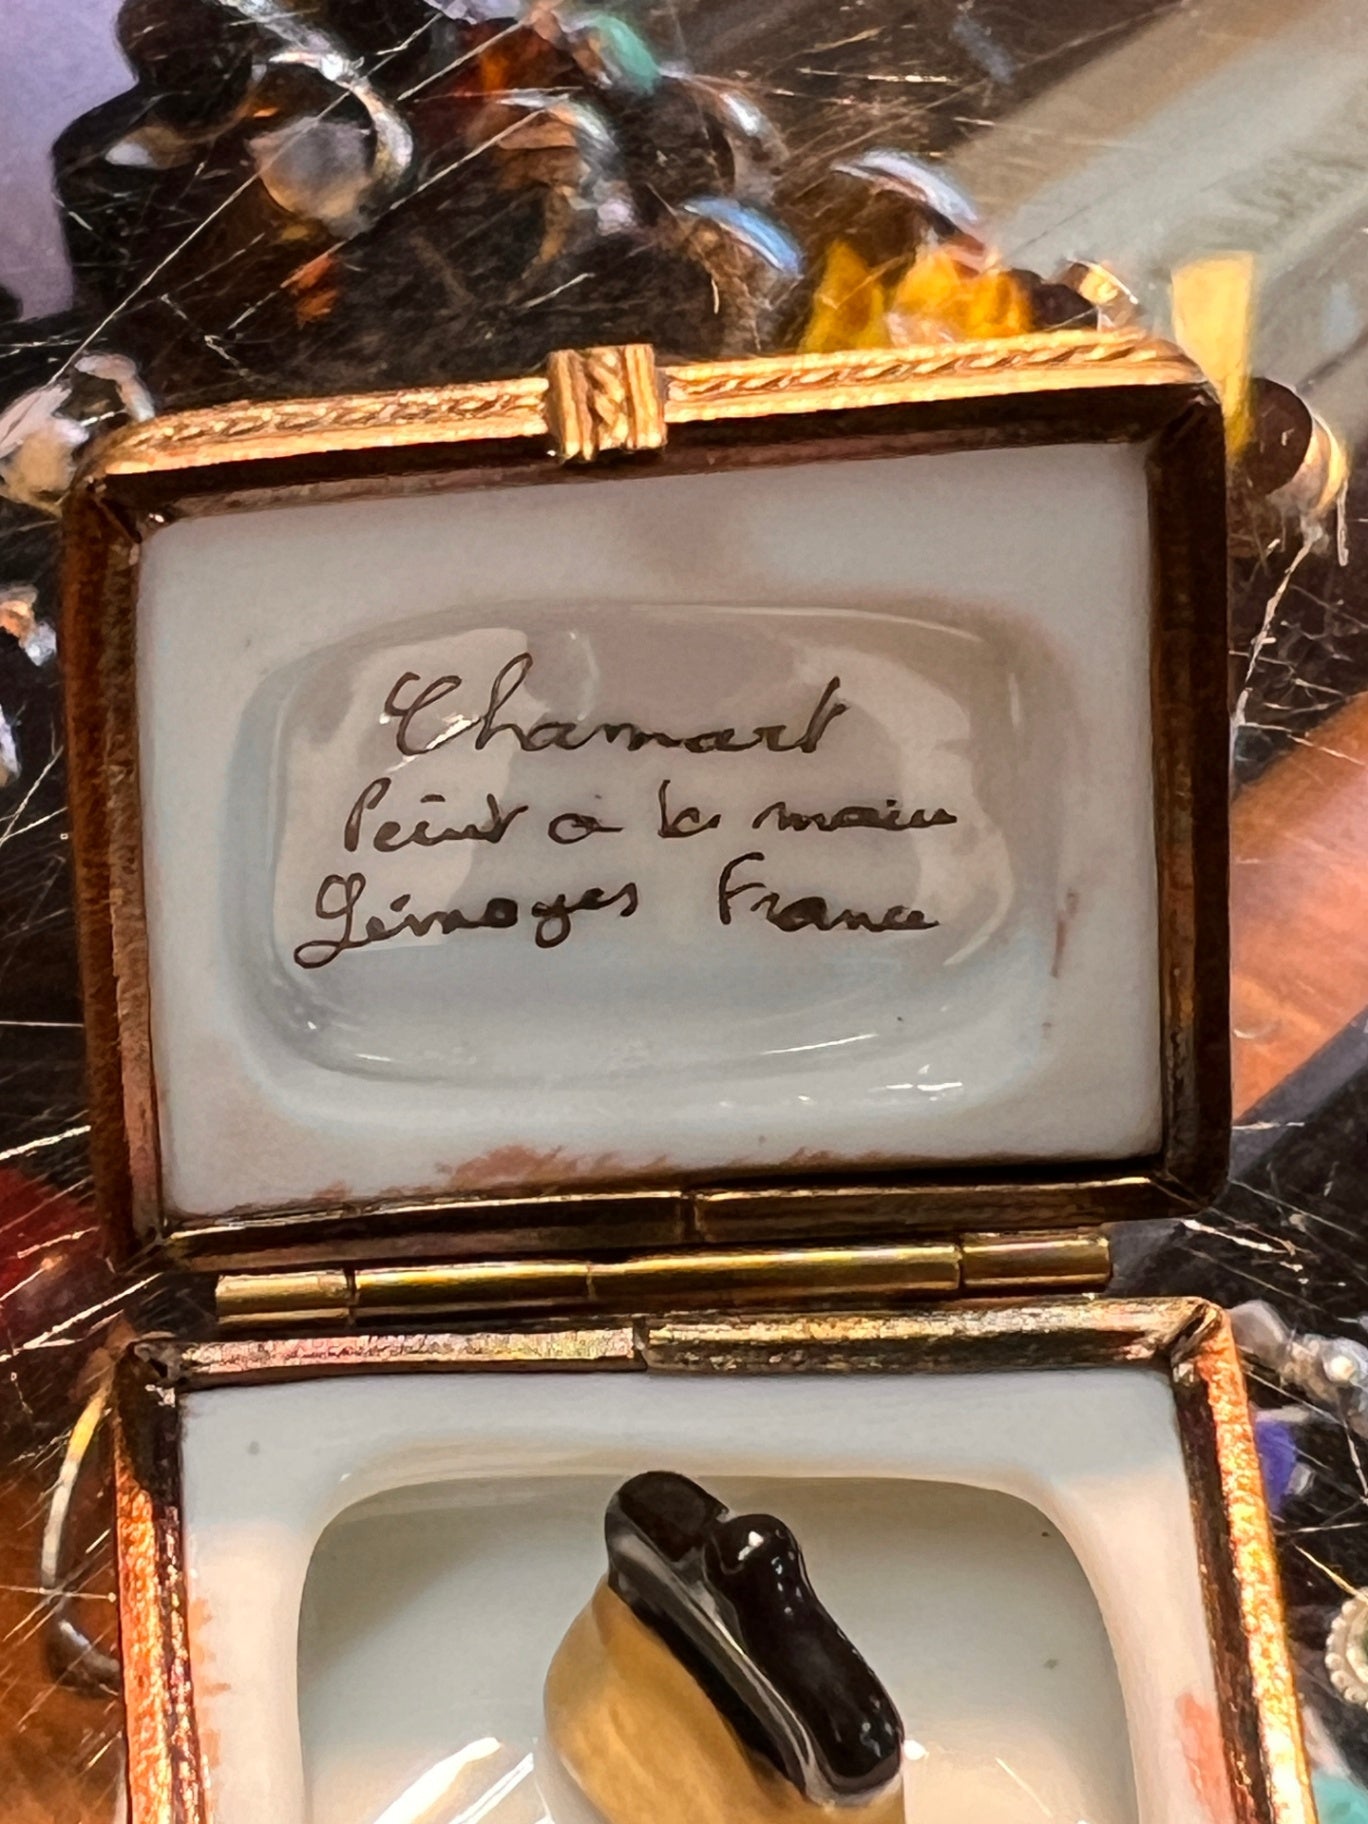 Chamart
Peint à la main
Limoges France